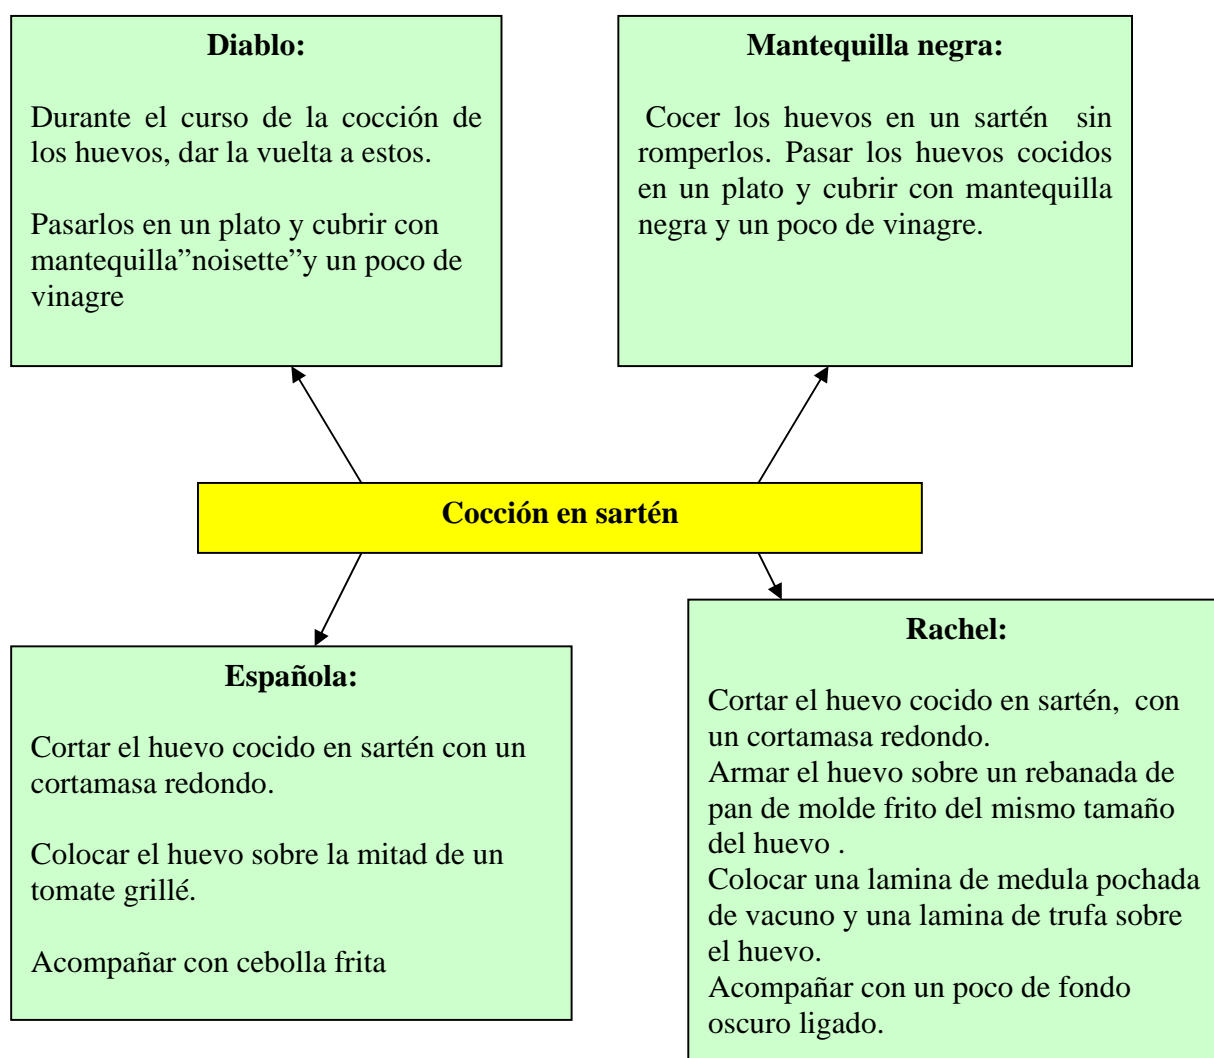 Diablo:
Durante el curso de la cocción de
los huevos, dar la vuelta a estos.
Pasarlos en un plato y cubrir con
mantequilla”noisette”y un poco de
vinagre
Mantequilla negra:
Cocer los huevos en un sartén sin
romperlos. Pasar los huevos cocidos
en un plato y cubrir con mantequilla
negra y un poco de vinagre.
Cocción en sartén
Española:
Cortar el huevo cocido en sartén con un
cortamasa redondo.
Colocar el huevo sobre la mitad de un
tomate grillé.
Acompañar con cebolla frita
Rachel:
Cortar el huevo cocido en sartén, con
un cortamasa redondo.
Armar el huevo sobre un rebanada de
pan de molde frito del mismo tamaño
del huevo .
Colocar una lamina de medula pochada
de vacuno y una lamina de trufa sobre
el huevo.
Acompañar con un poco de fondo
oscuro ligado.